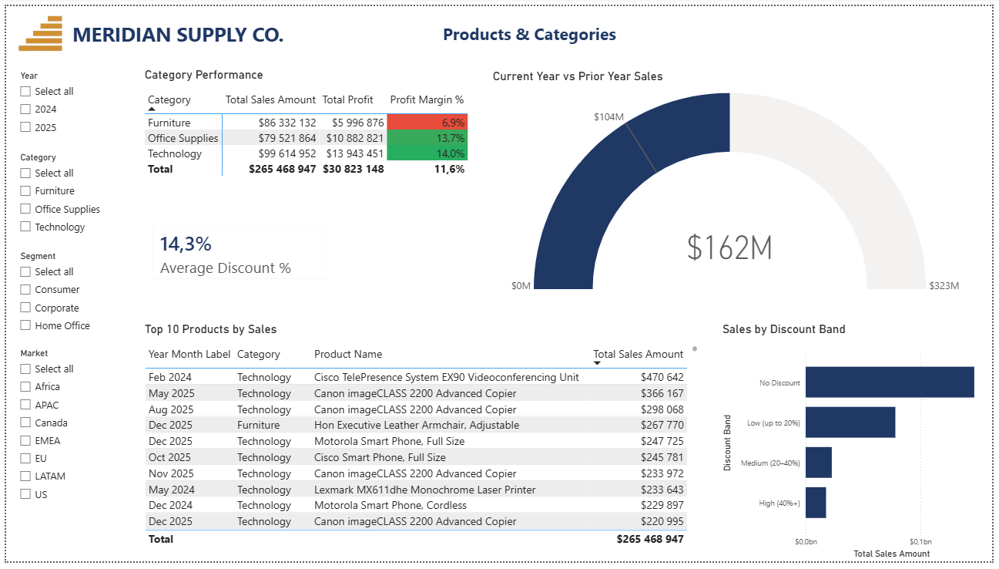 MERIDIAN SUPPLY CO.
Products & Categories
Year
Select all
2024
2025
Category
Select all
Furniture
Office Supplies
Technology
Segment
Select all
Consumer
Corporate
Home Office
Market
Select all
Africa
APAC
Canada
EMEA
EU
LATAM
US
Category Performance
Category Total Sales Amount Total Profit Profit Margin %
Furniture $86 332 132 $5 996 876 6,9%
Office Supplies $79 521 864 $10 882 821 13,7%
Technology $99 614 952 $13 943 451 14,0%
Total $265 468 947 $30 823 148 11,6%
14,3%
Average Discount %
Current Year vs Prior Year Sales
$104M
$162M
$0M $323M
Top 10 Products by Sales
Year Month Label Category Product Name Total Sales Amount
Feb 2024 Technology Cisco TelePresence System EX90 Videoconferencing Unit $470 642
May 2025 Technology Canon imageCLASS 2200 Advanced Copier $366 167
Aug 2025 Technology Canon imageCLASS 2200 Advanced Copier $298 068
Dec 2025 Furniture Hon Executive Leather Armchair, Adjustable $267 770
Dec 2025 Technology Motorola Smart Phone, Full Size $247 725
Oct 2025 Technology Cisco Smart Phone, Full Size $245 781
Nov 2025 Technology Canon imageCLASS 2200 Advanced Copier $233 972
May 2024 Technology Lexmark MX611dhe Monochrome Laser Printer $233 643
Dec 2024 Technology Motorola Smart Phone, Cordless $229 897
Dec 2025 Technology Canon imageCLASS 2200 Advanced Copier $220 995
Total $265 468 947
Sales by Discount Band
Discount Band
No Discount
Low (up to 20%)
Medium (20–40%)
High (40%+)
$0,0bn $0,1bn
Total Sales Amount